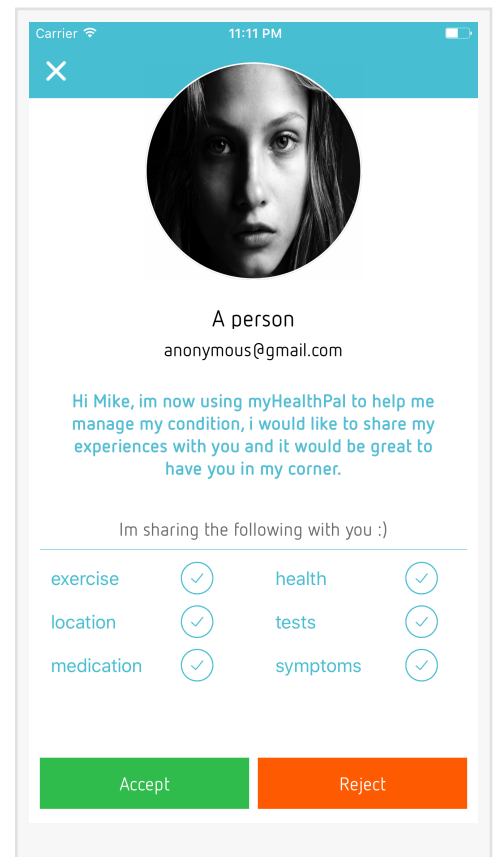 Carrier 11:11 PM
A person
anonymous@gmail.com
Hi Mike, im now using myHealthPal to help me
manage my condition, i would like to share my
experiences with you and it would be great to
have you in my corner.
Im sharing the following with you :)
exercise health
location tests
medication symptoms
Accept Reject